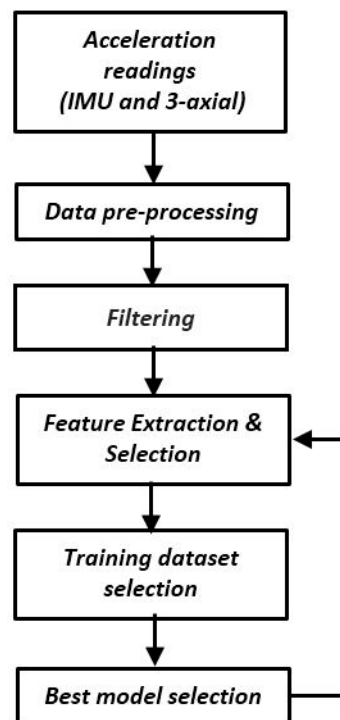 Acceleration
readings
(IMU and 3-axial)
Data pre-processing
Filtering
Feature Extraction &
Selection
Training dataset
selection
Best model selection